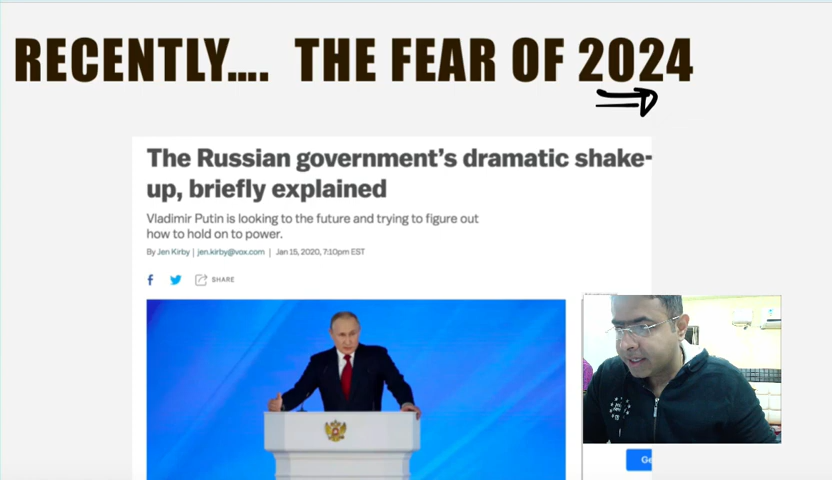 RECENTLY.... THE FEAR OF 2024
The Russian government's dramatic shake-
up, briefly explained
Vladimir Putin is looking to the future and trying to figure out
how to hold on to power.
By Jen Kirby | jen.kirby@vox.com | Jan 15, 2020, 7:10pm EST
SHARE